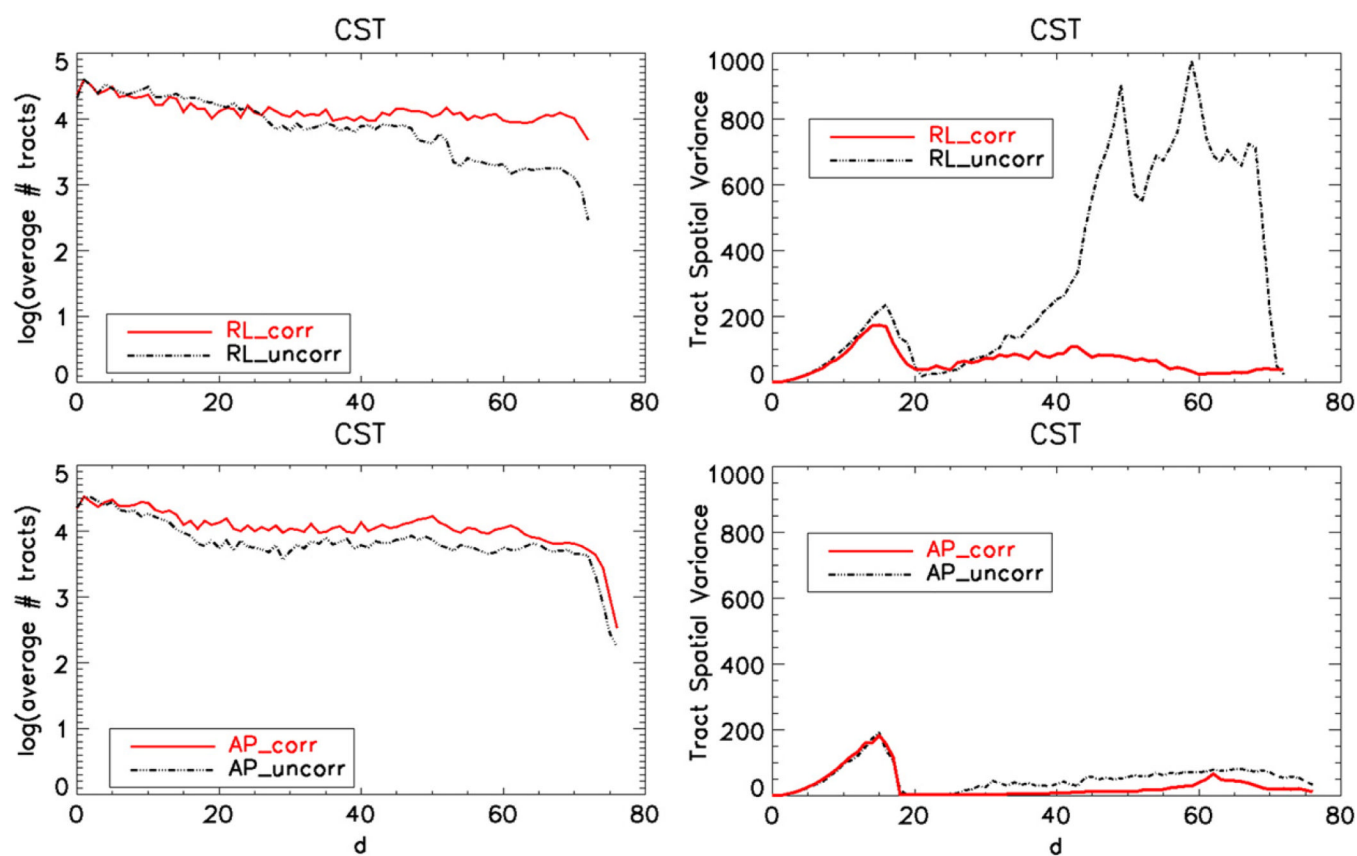 CST
log(average # tracts)
5
4
3
2
1
0
RL_corr
RL_uncorr
0
20
40
60
80
CST
Tract Spatial Variance
1000
800
600
400
200
0
RL_corr
RL_uncorr
0
20
40
60
80
CST
log(average # tracts)
5
4
3
2
1
0
AP_corr
AP_uncorr
0
20
40
60
80
d
CST
Tract Spatial Variance
1000
800
600
400
200
0
AP_corr
AP_uncorr
0
20
40
60
80
d